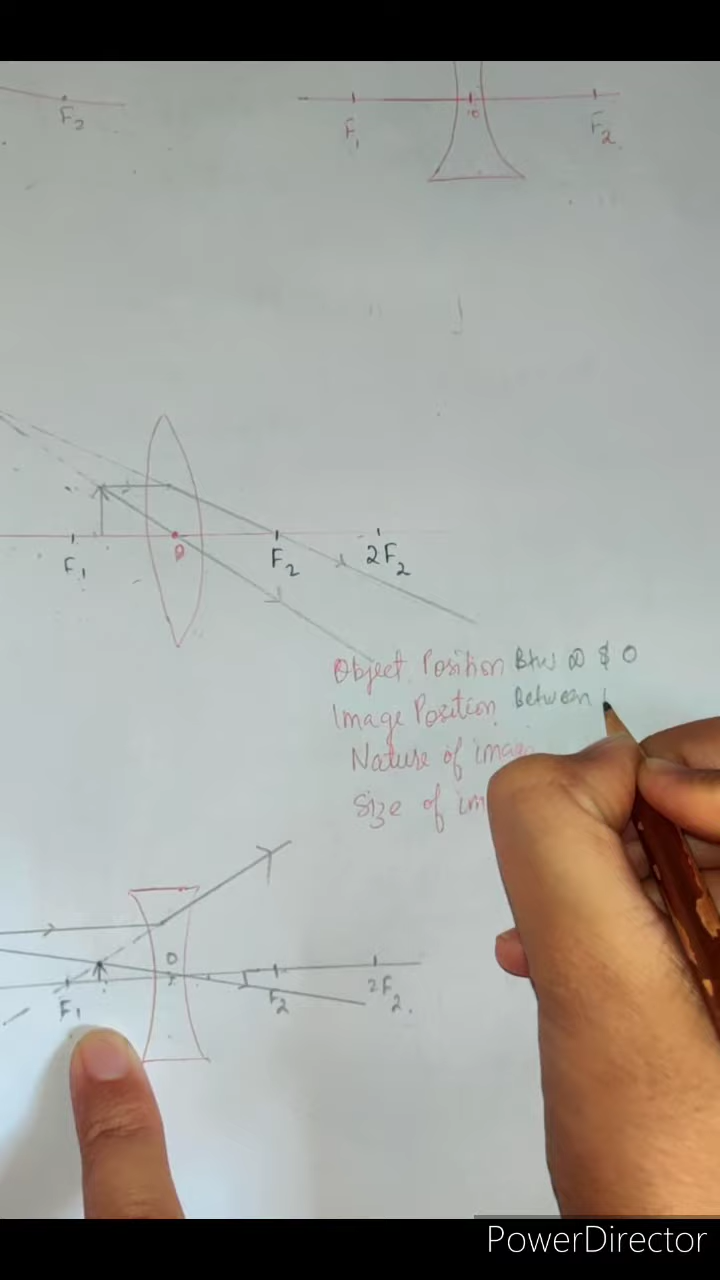 F2
F1
O
F2
O
F1
F2
2F2
Object Position Btw ∞ $ O
Image Position Between
Nature of image
Size of im
O
F1
F2
2F2.
PowerDirector